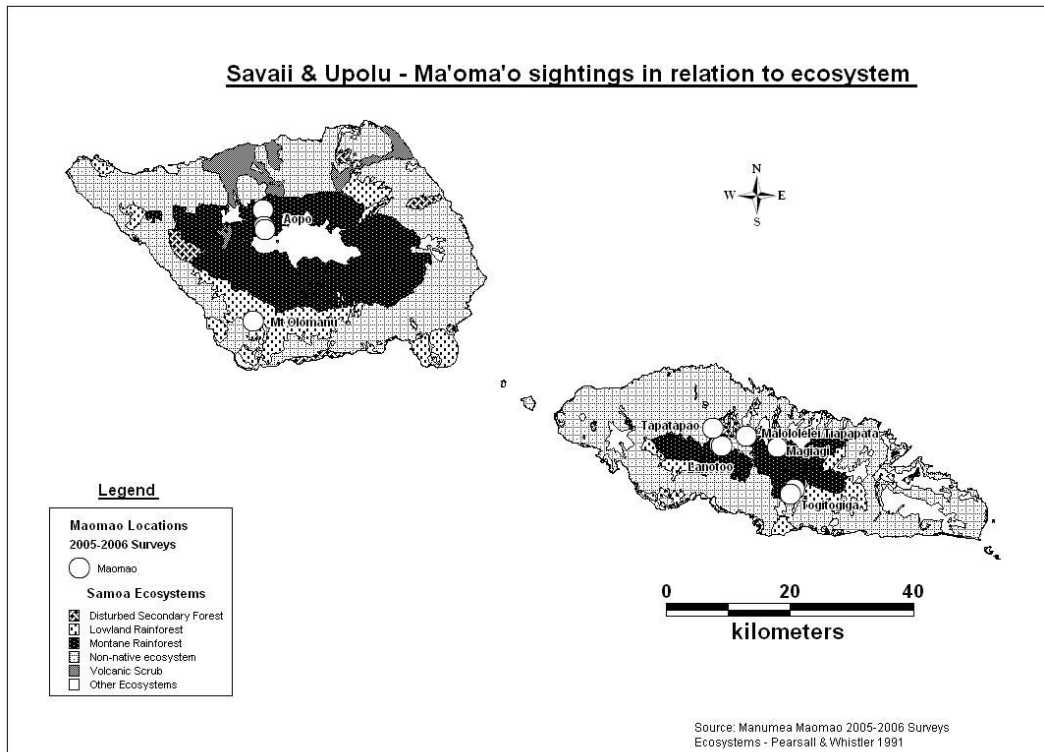 Savaii & Upolu - Ma'oma'o sightings in relation to ecosystem
N
W E
S
Aopo
Mt Olomanu
Tapatapao
Malololelei/Tiapapata
Magiagi
Lanotoo
Togitogiga
Legend
Maomao Locations
2005-2006 Surveys
Maomao
Samoa Ecosystems
Disturbed Secondary Forest
Lowland Rainforest
Montane Rainforest
Non-native ecosystem
Volcanic Scrub
Other Ecosystems
0 20 40
kilometers
Source: Manumea Maomao 2005-2006 Surveys
Ecosystems - Pearsall & Whistler 1991